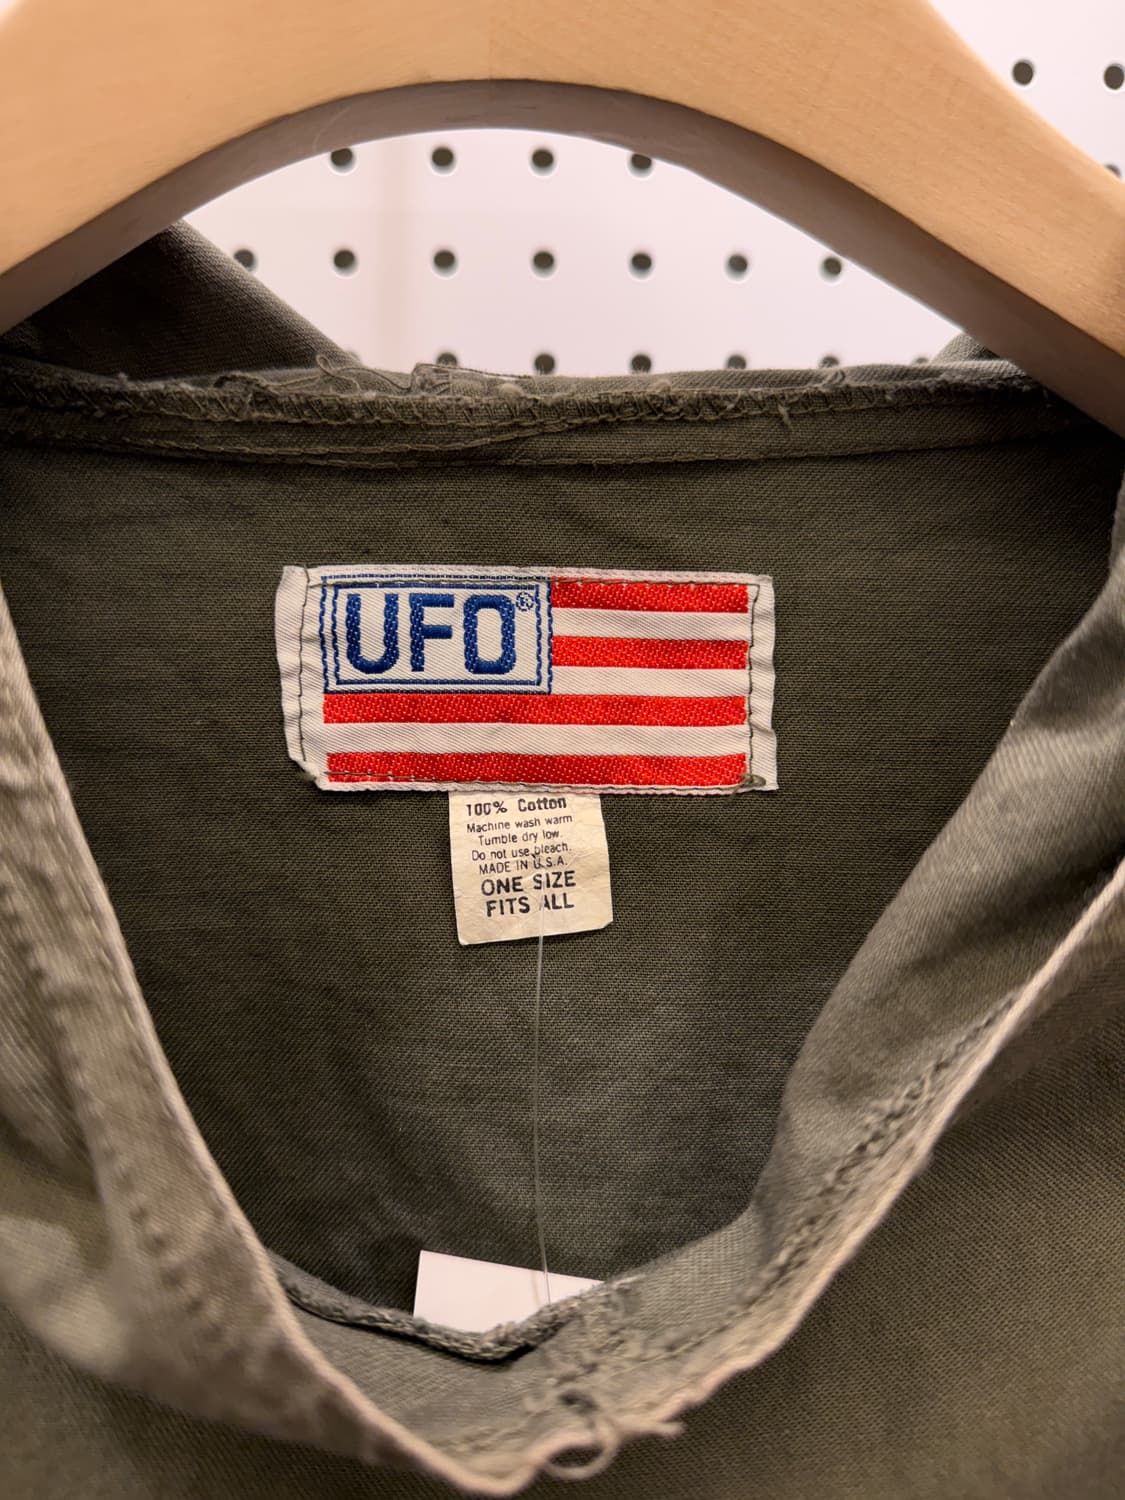 UFO®
100% Cotton
Machine wash warm
Tumble dry low.
Do not use bleach.
MADE IN U.S.A.
ONE SIZE
FITS ALL